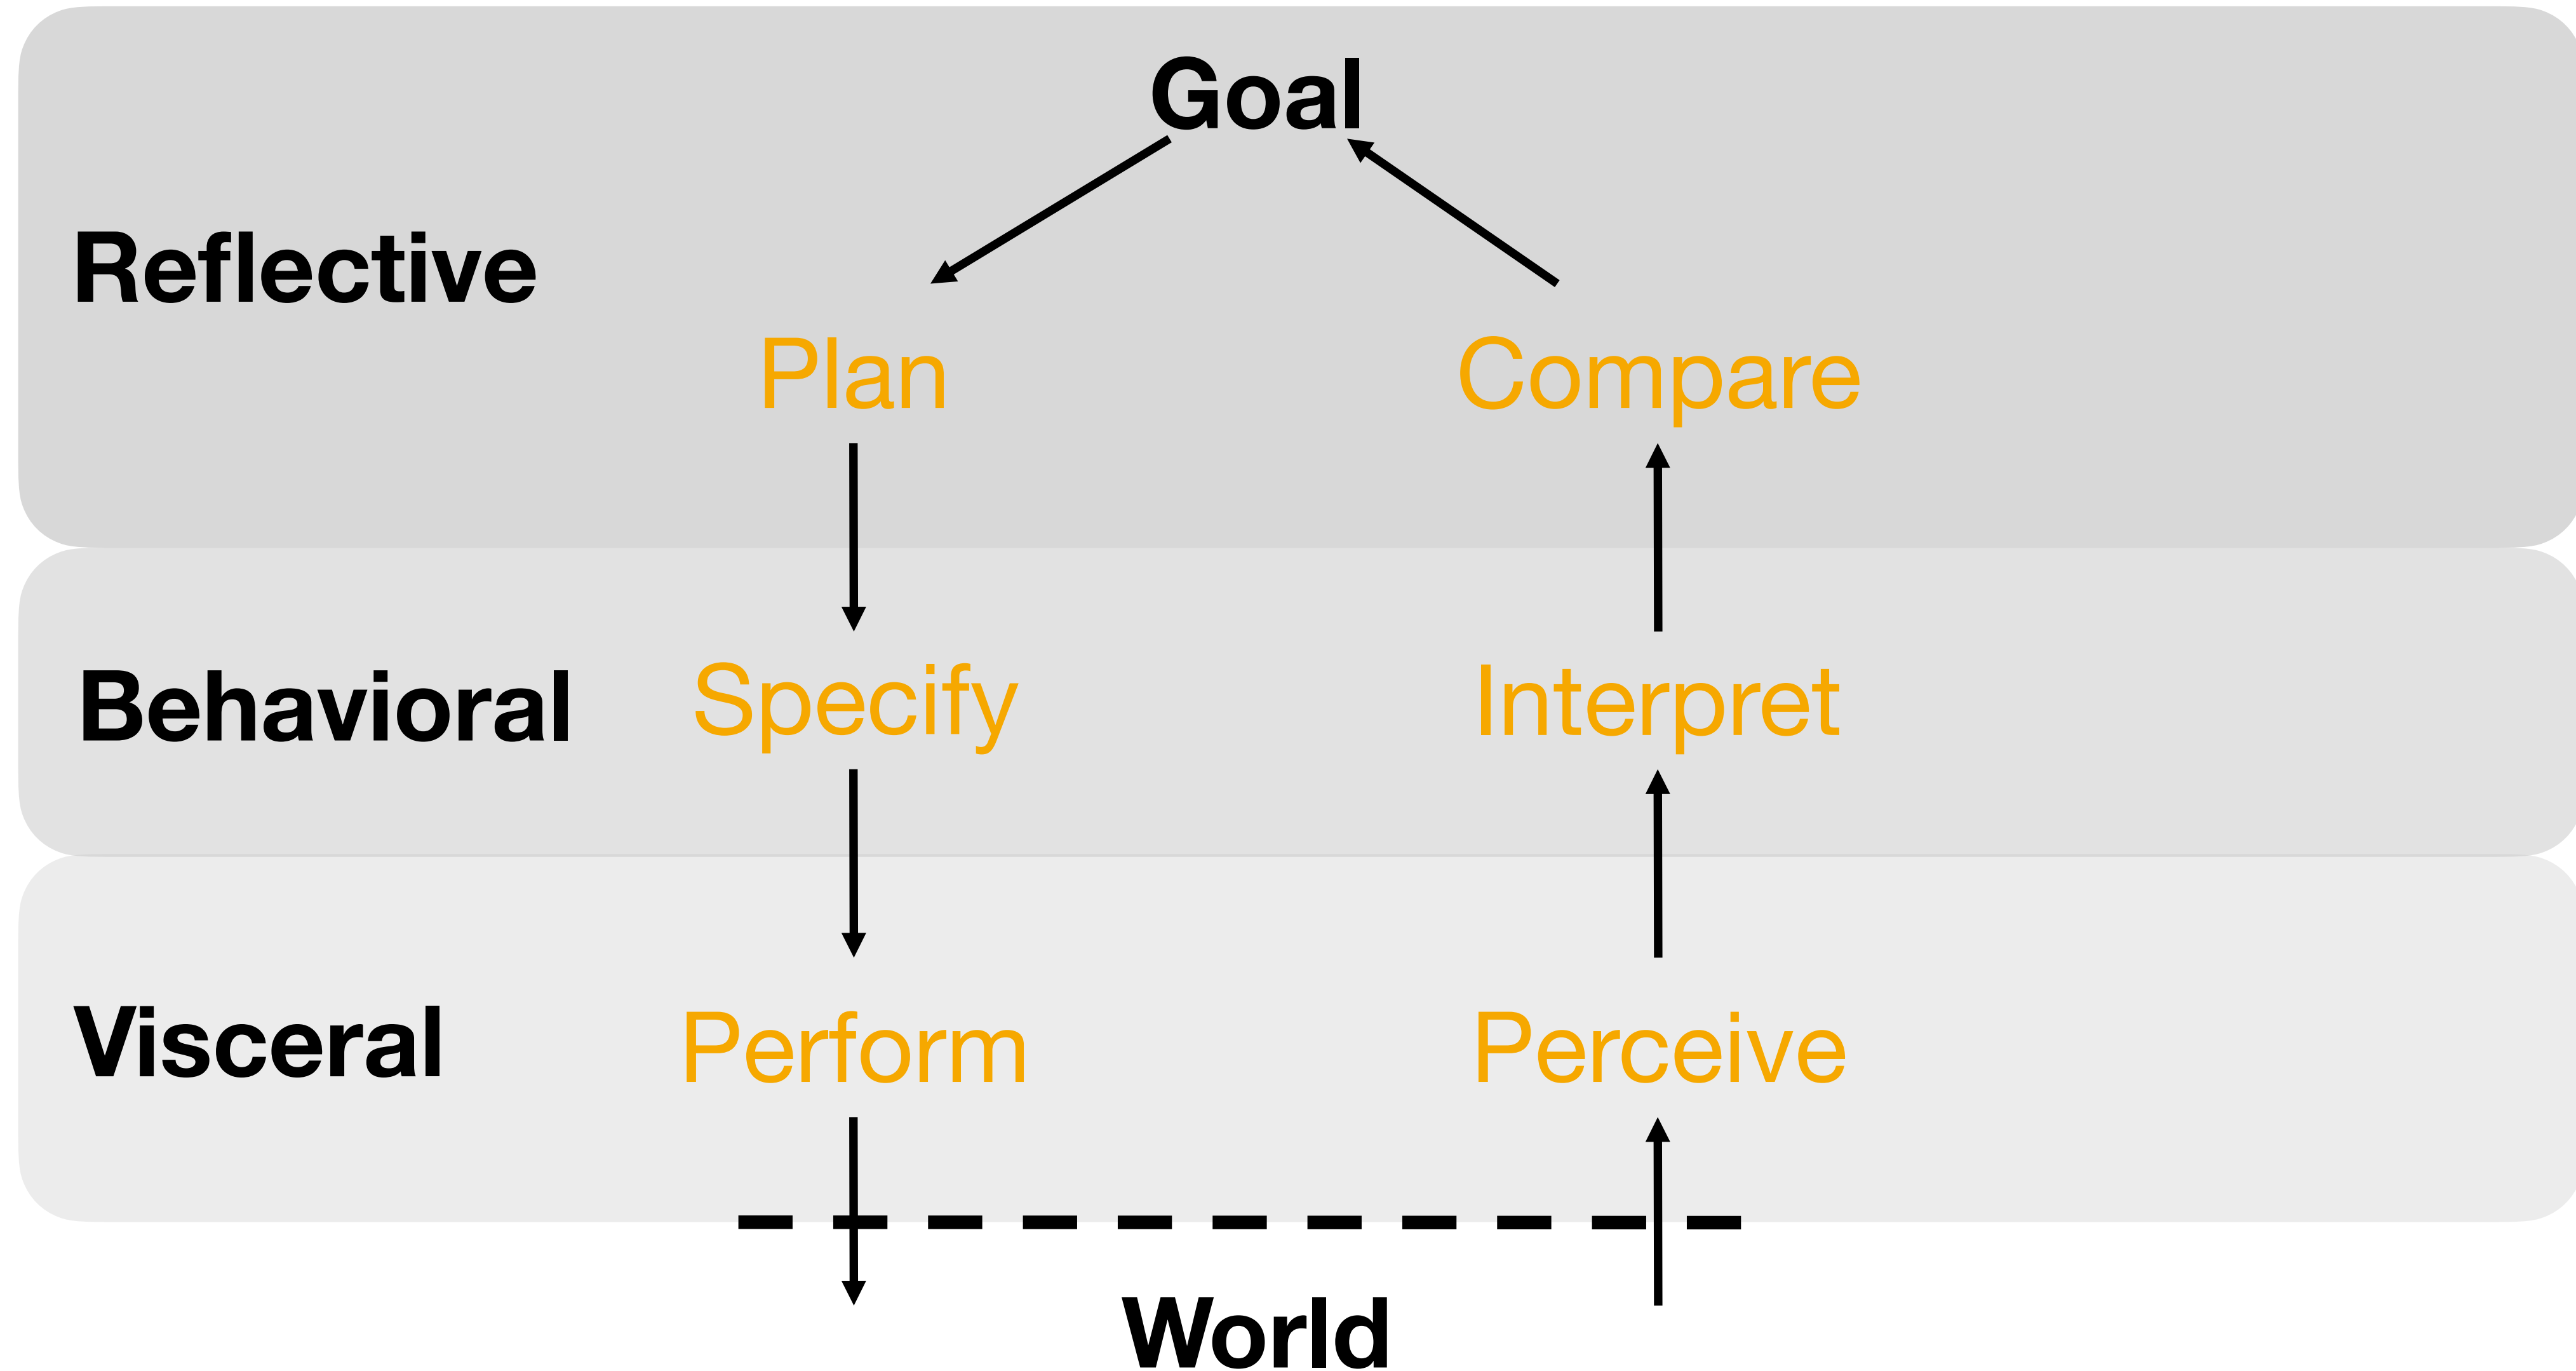 Goal
Reflective
Plan Compare
Behavioral Specify Interpret
Visceral Perform Perceive
World